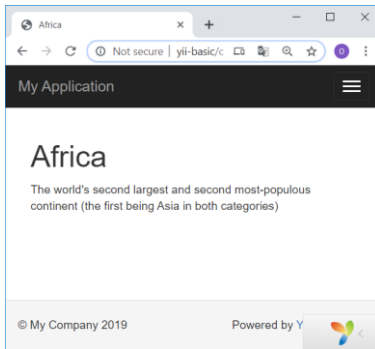 Africa
Not secure | yii-basic/c
My Application
Africa
The world's second largest and second most-populous
continent (the first being Asia in both categories)
© My Company 2019 Powered by Y